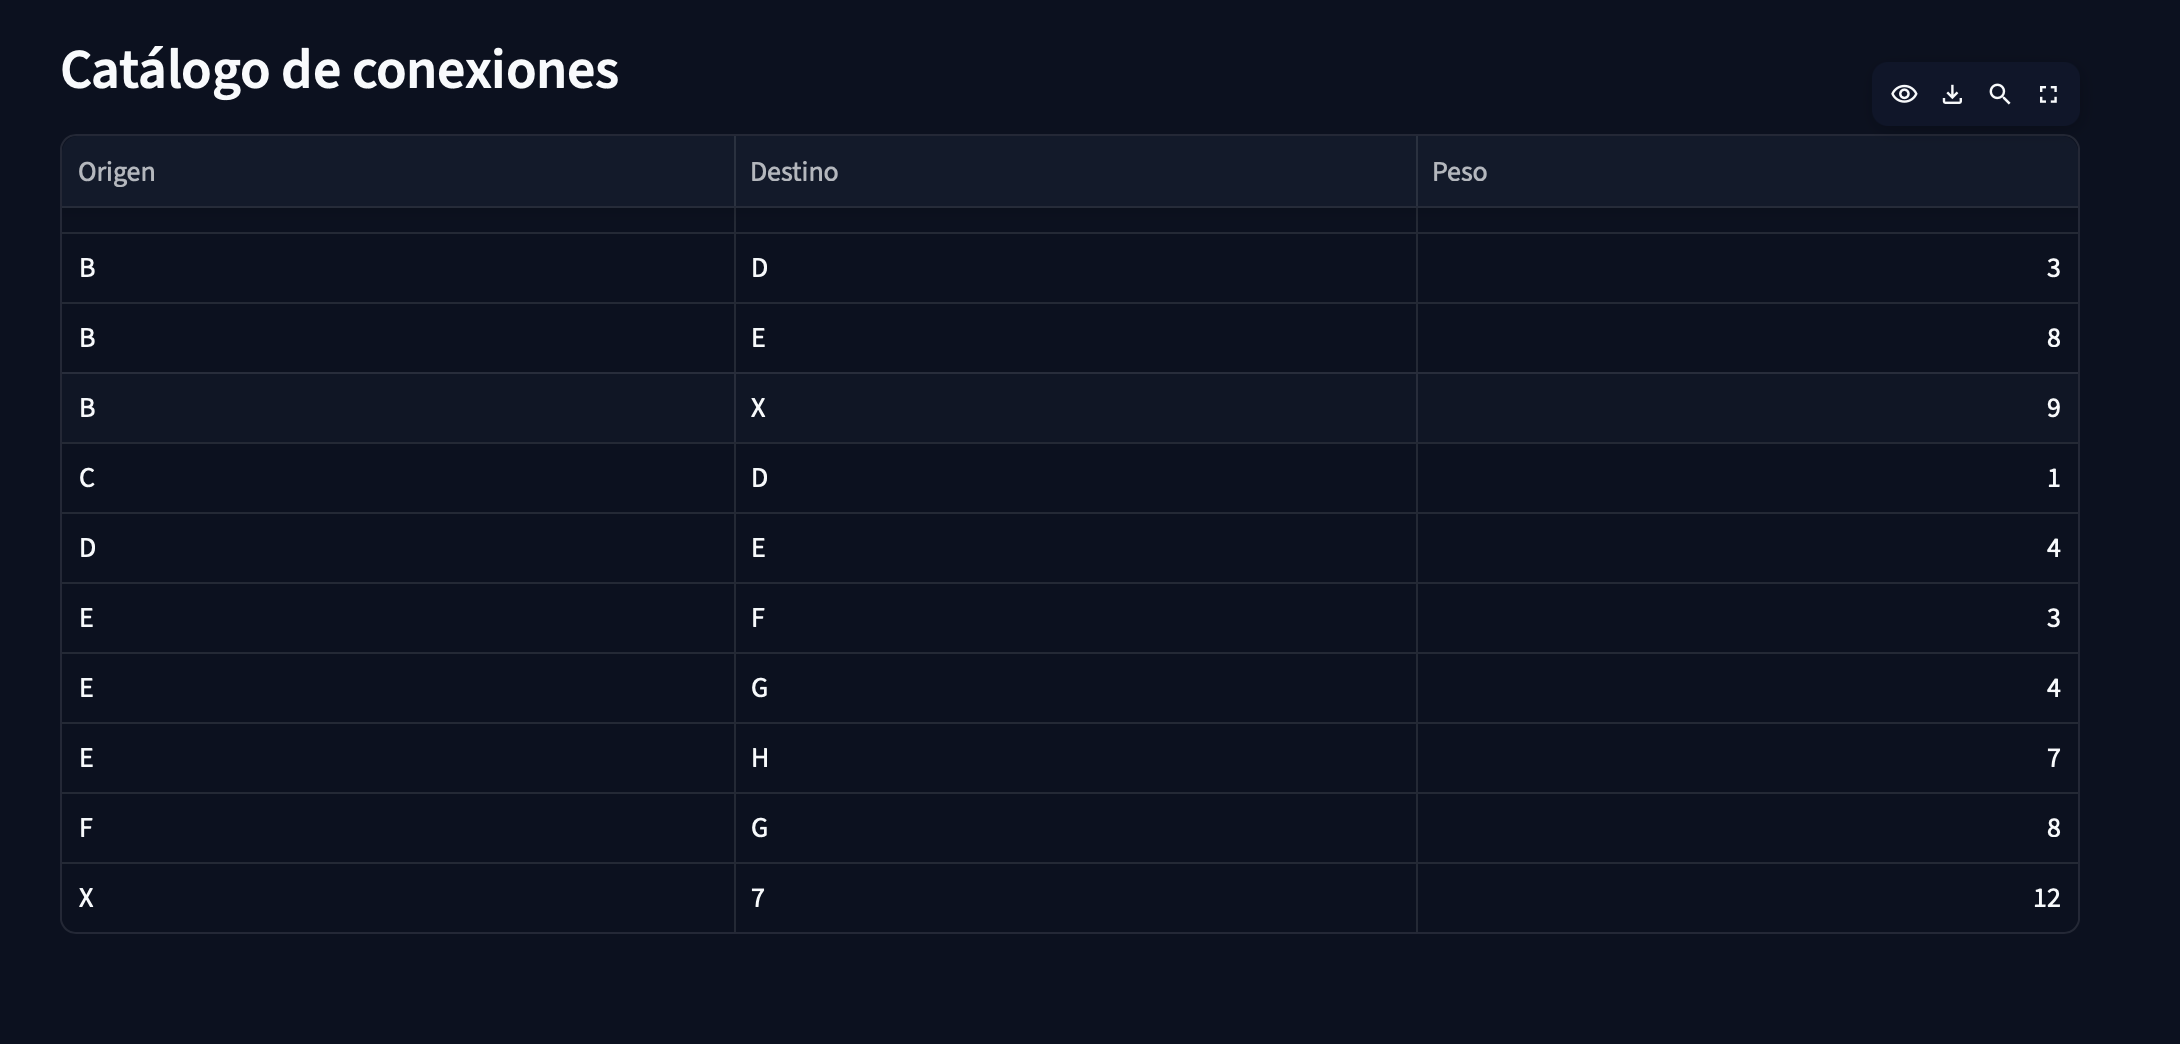 Catálogo de conexiones
Origen Destino Peso
B D 3
B E 8
B X 9
C D 1
D E 4
E F 3
E G 4
E H 7
F G 8
X 7 12